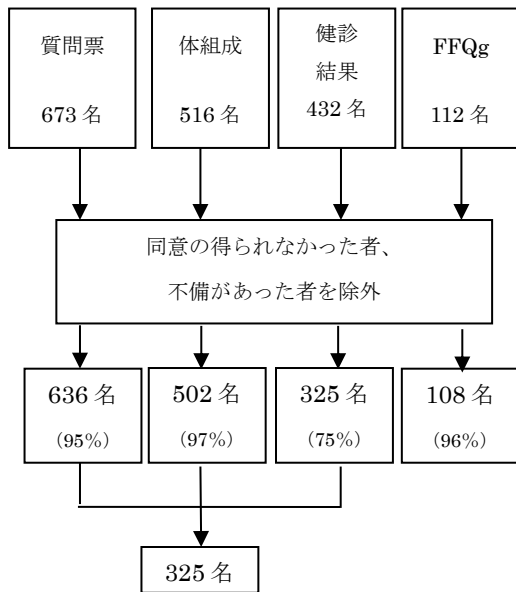 質問票
673 名
体組成
516 名
健診
結果
432 名
FFQg
112 名
同意の得られなかった者、
不備があった者を除外
636 名
(95%)
502 名
(97%)
325 名
(75%)
108 名
(96%)
325 名